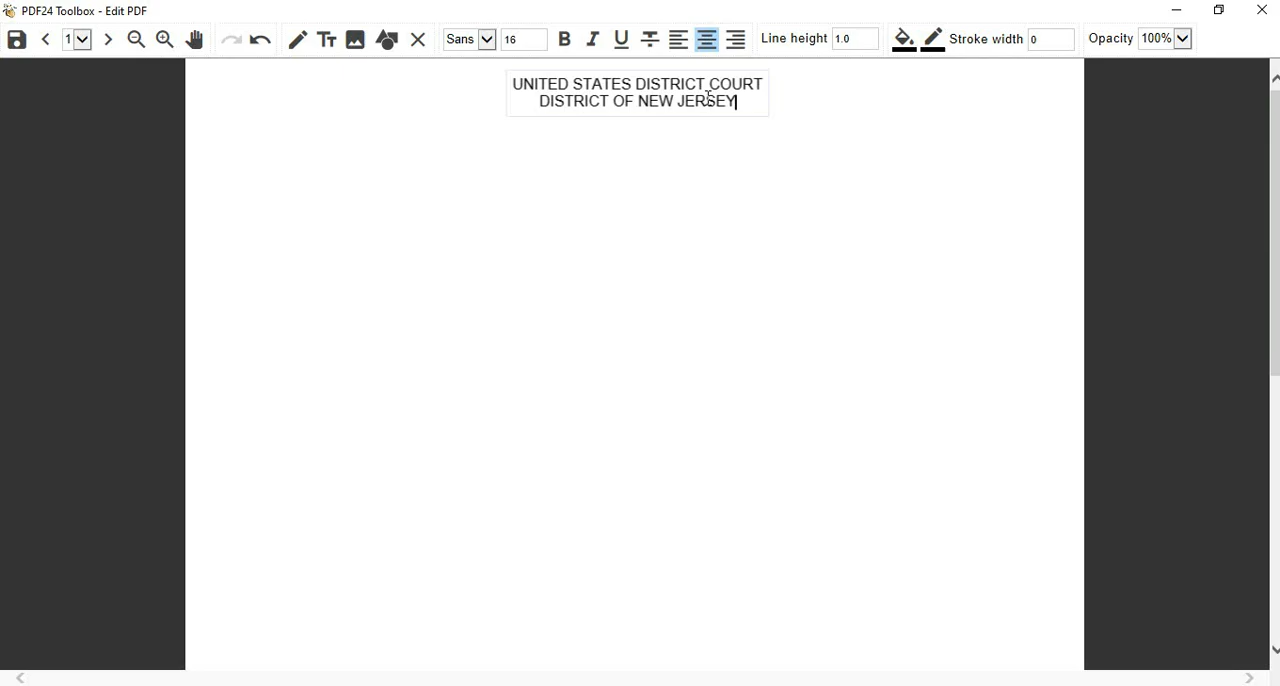 PDF24 Toolbox - Edit PDF
1 Sans 16 B I U Line height 1.0 Stroke width 0 Opacity 100%
UNITED STATES DISTRICT COURT
DISTRICT OF NEW JERSEY